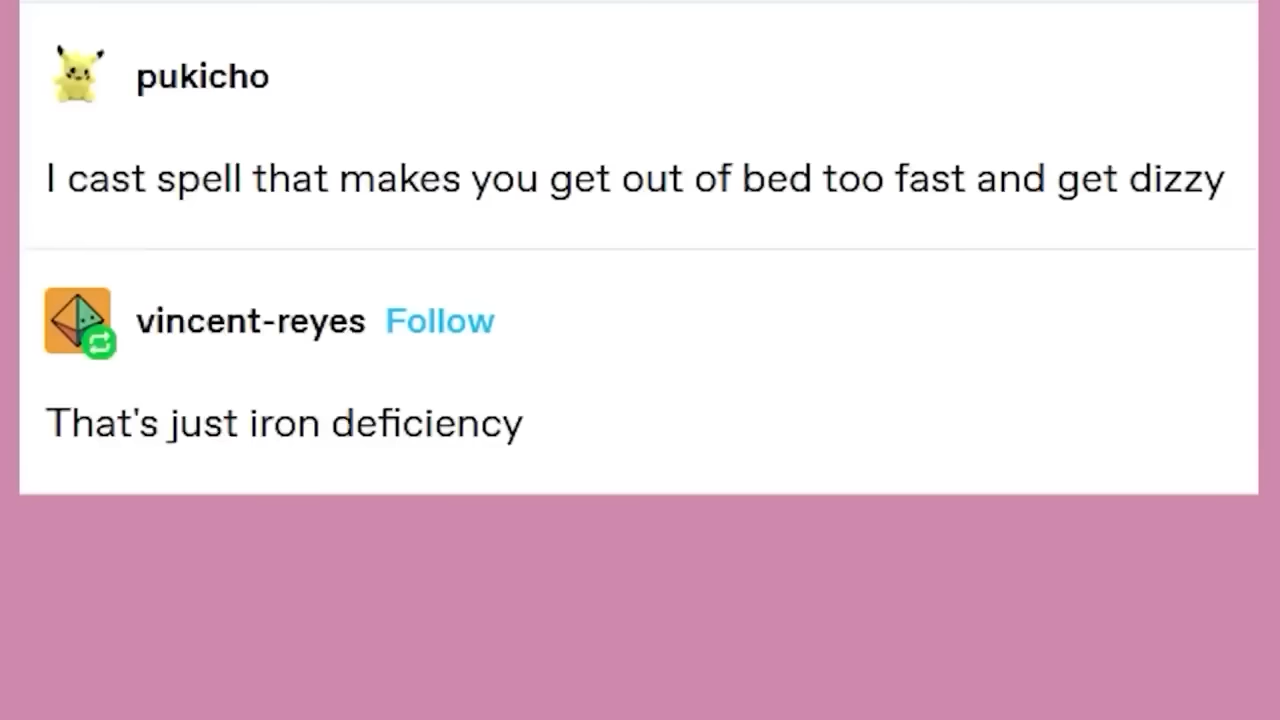 pukicho
I cast spell that makes you get out of bed too fast and get dizzy
vincent-reyes Follow
That's just iron deficiency